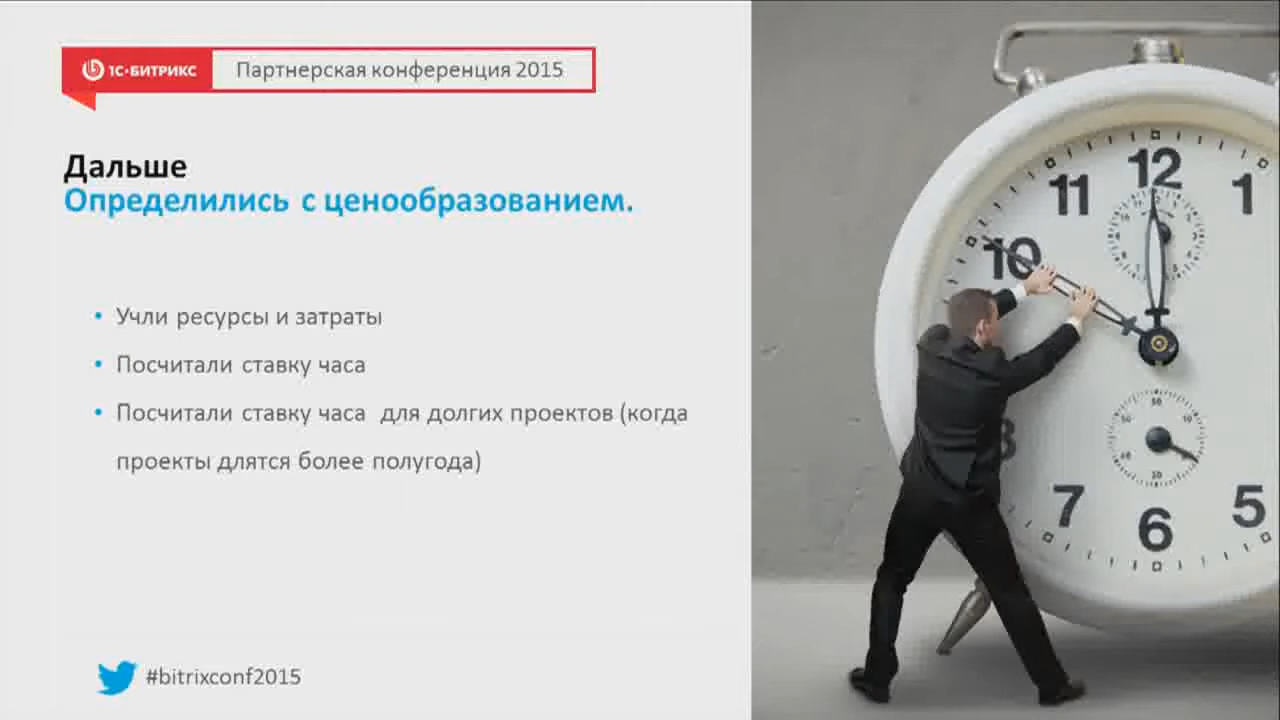 1С·БИТРИКС Партнерская конференция 2015
Дальше
Определились с ценообразованием.
• Учли ресурсы и затраты
• Посчитали ставку часа
• Посчитали ставку часа для долгих проектов (когда
проекты длятся более полугода)
#bitrixconf2015
12
11
1
10
8
7
6
5